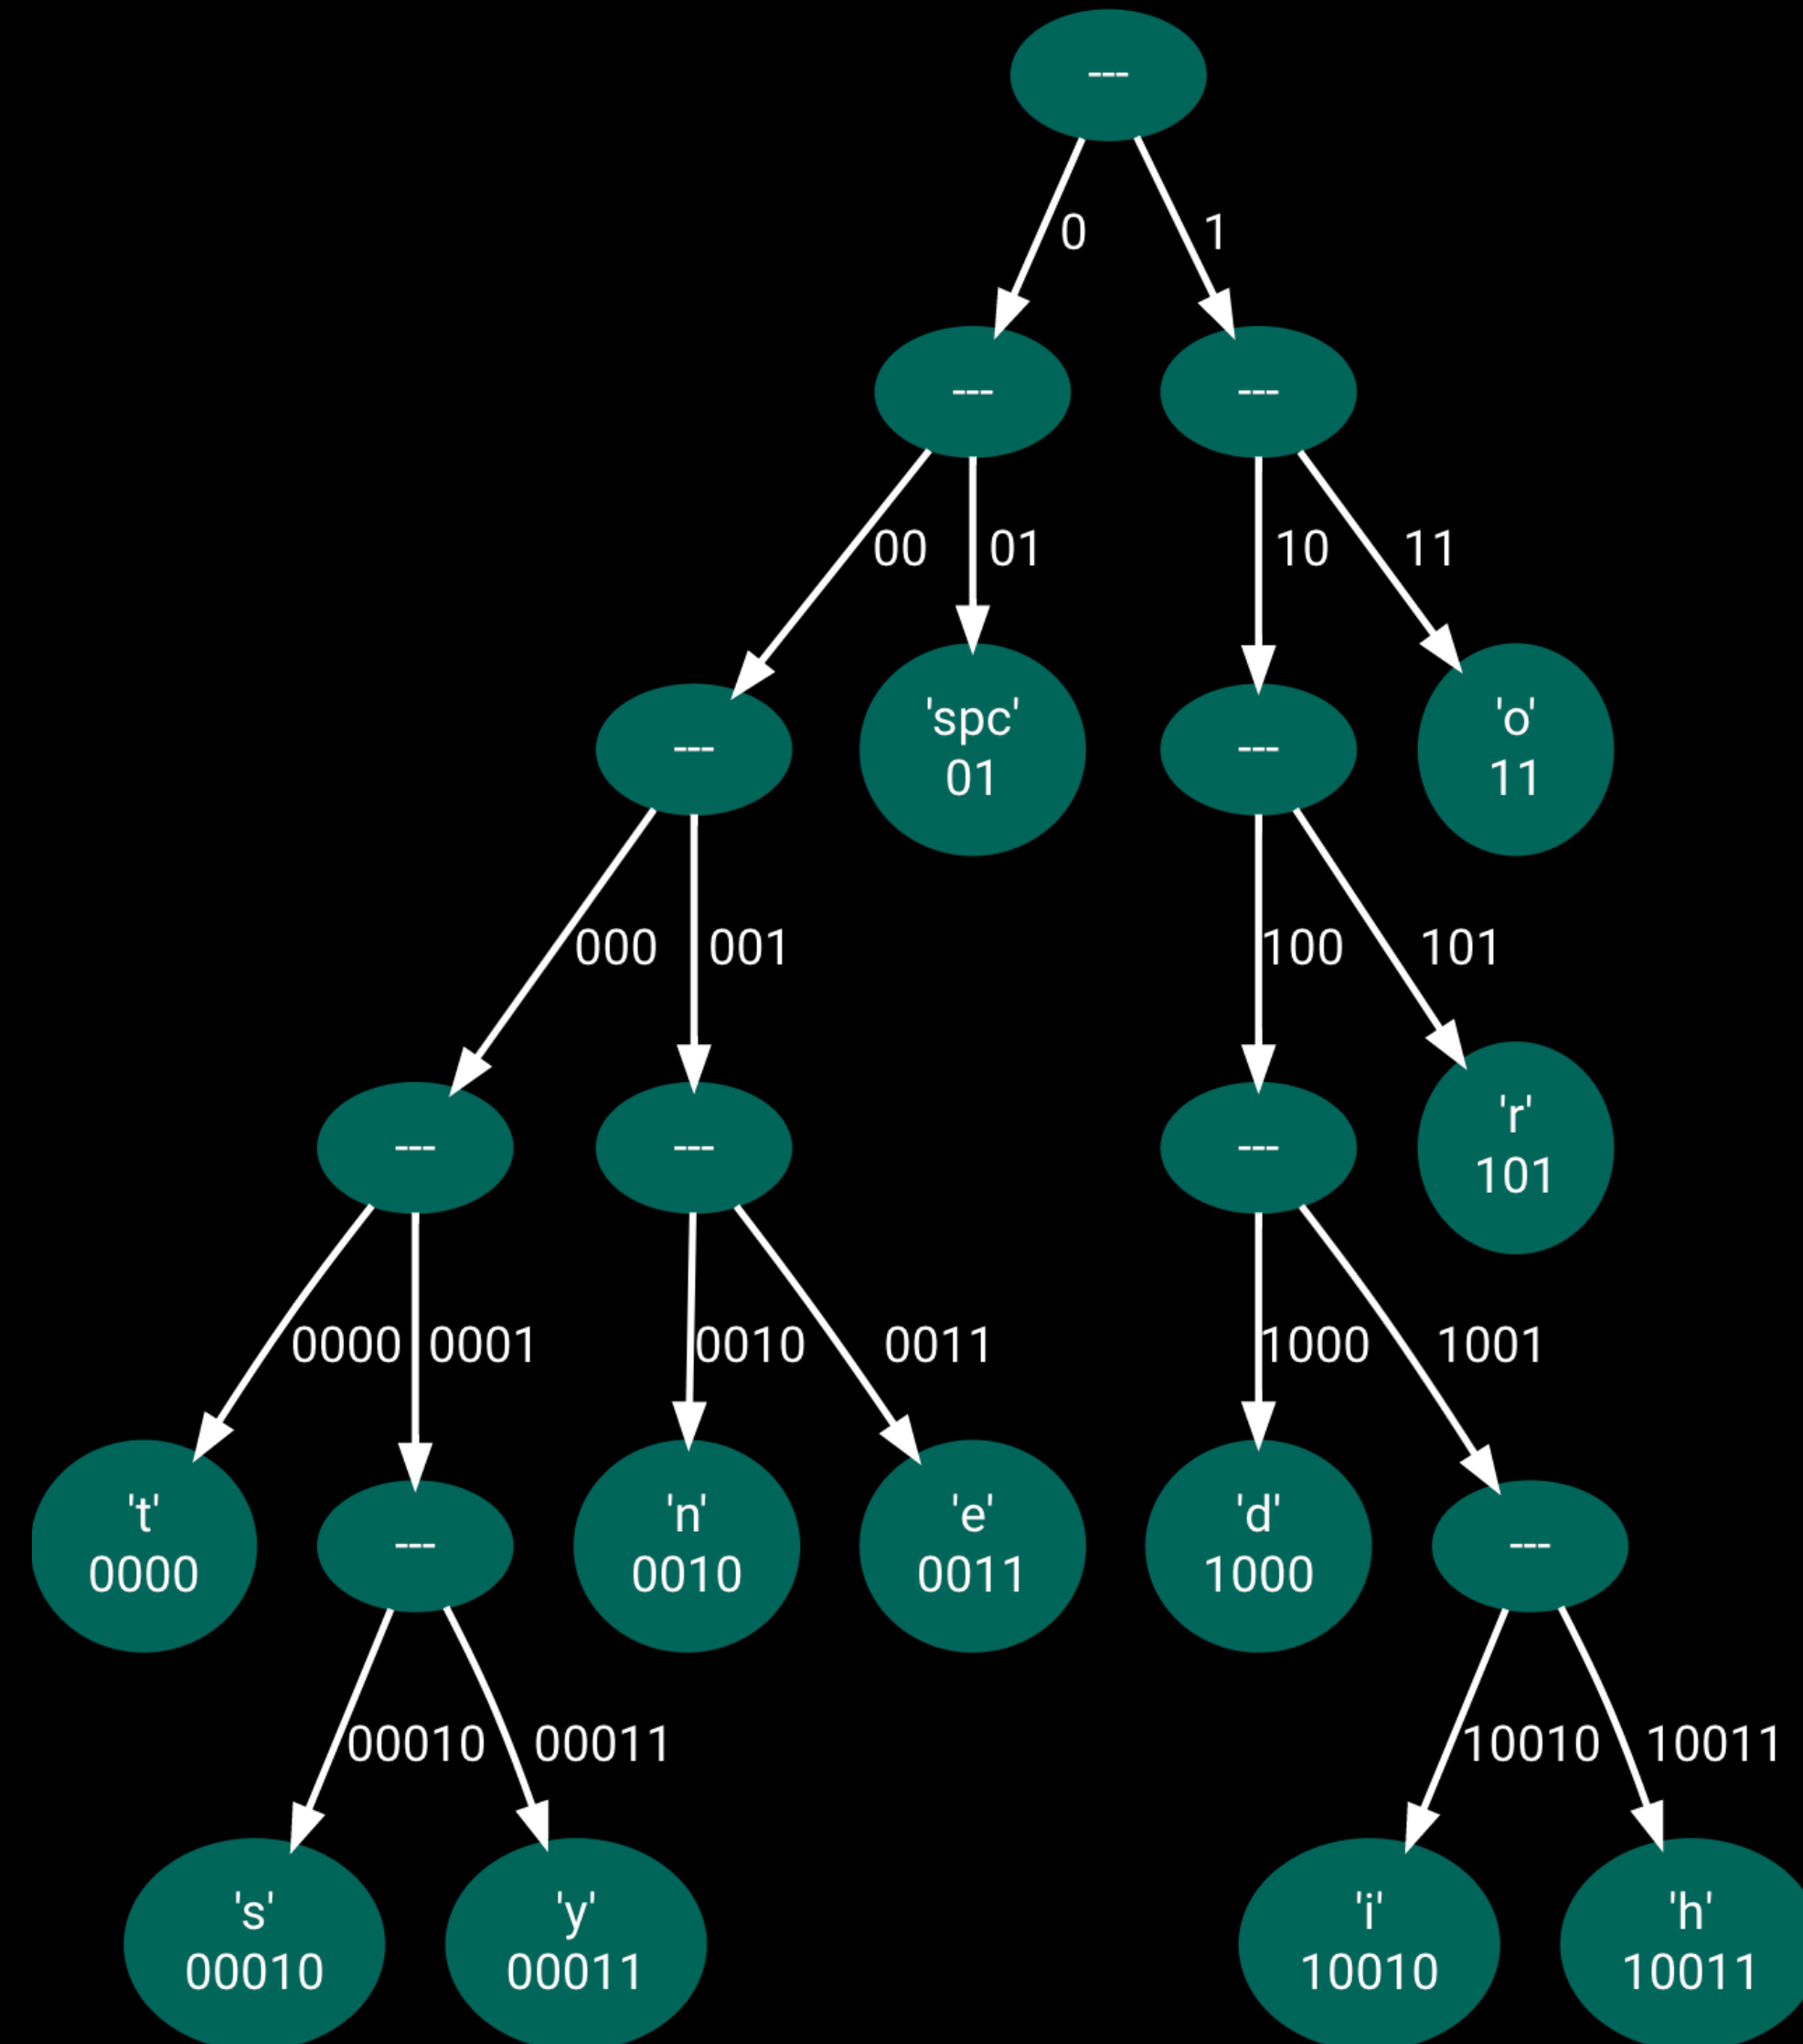 ---
0 1
--- ---
00 01 10 11
--- 'spc' --- 'o'
01 11
000 001 100 101
--- --- --- 'r'
101
0000 0001 0010 0011 1000 1001
't' --- 'n' 'e' 'd' ---
0000 0010 0011 1000
00010 00011 10010 10011
's' 'y' 'i' 'h'
00010 00011 10010 10011